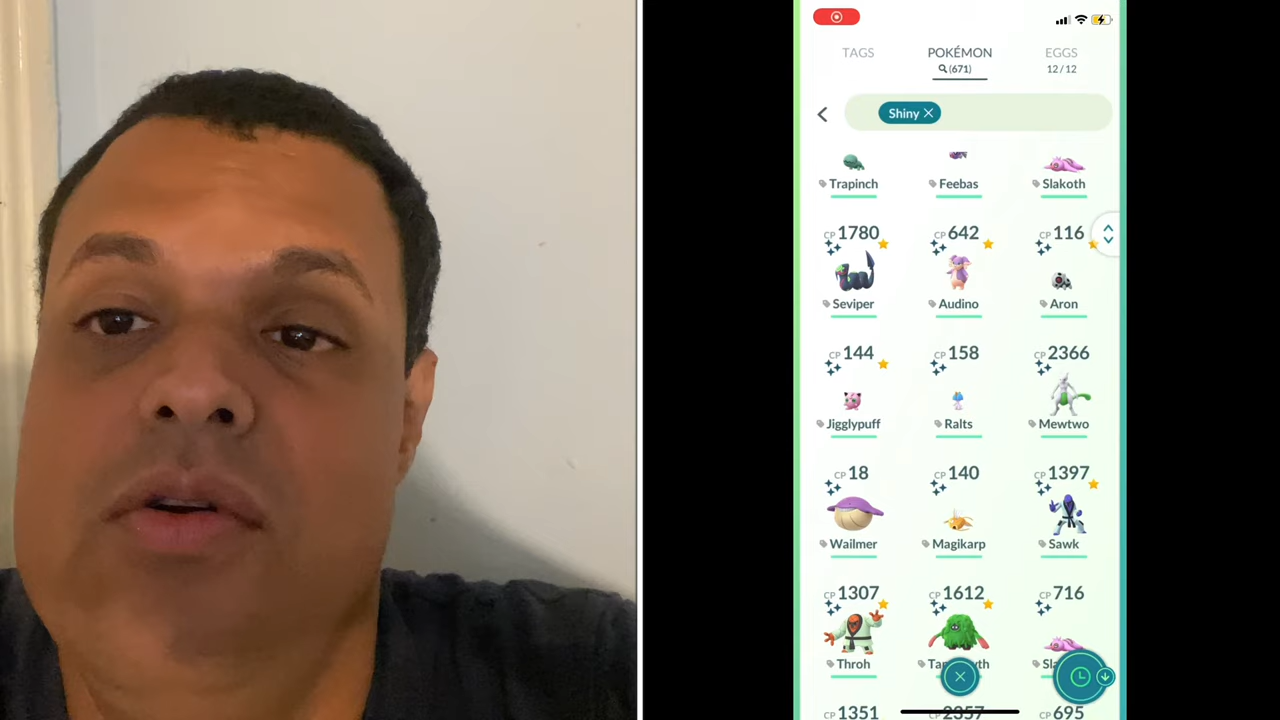 TAGS POKÉMON EGGS
(671) 12/12
Shiny
Trapinch Feebas Slakoth
CP 1780 CP 642 CP 116
Seviper Audino Aron
CP 144 CP 158 CP 2366
Jigglypuff Ralts Mewtwo
CP 18 CP 140 CP 1397
Wailmer Magikarp Sawk
CP 1307 CP 1612 CP 716
Throh
1351 2357 695